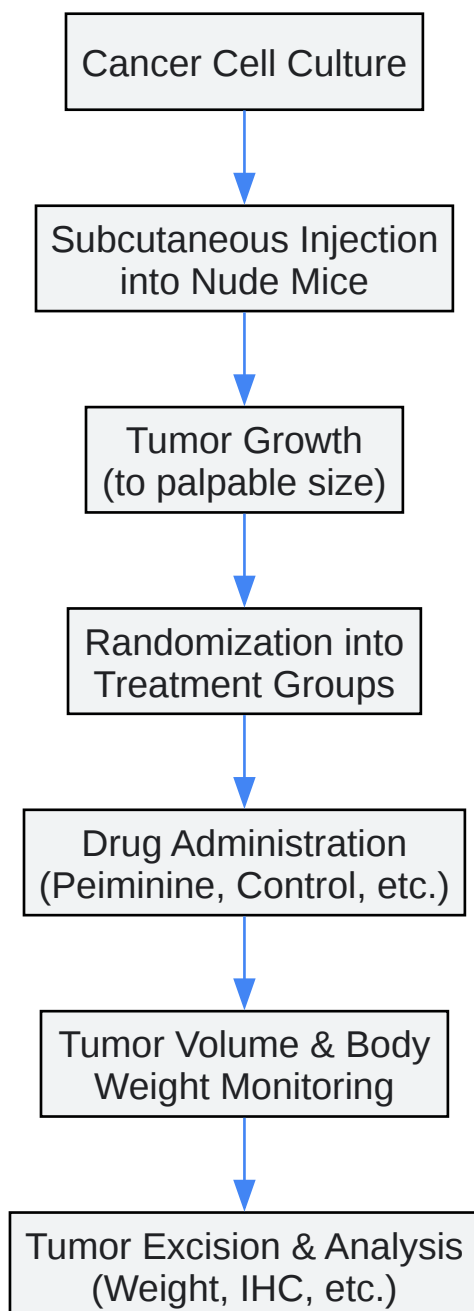 Cancer Cell Culture
Subcutaneous Injection
into Nude Mice
Tumor Growth
(to palpable size)
Randomization into
Treatment Groups
Drug Administration
(Peiminine, Control, etc.)
Tumor Volume & Body
Weight Monitoring
Tumor Excision & Analysis
(Weight, IHC, etc.)